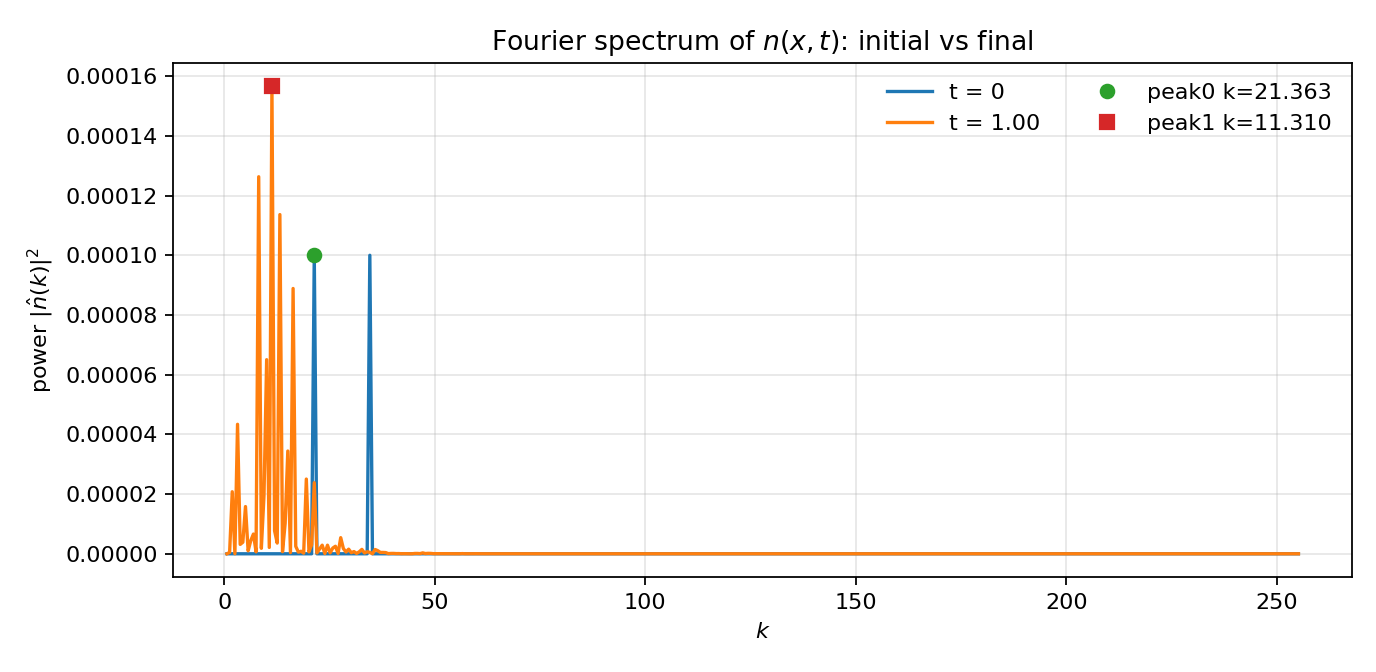 Fourier spectrum of n(x, t): initial vs final
t = 0
t = 1.00
peak0 k=21.363
peak1 k=11.310
power |n̂(k)|²
0.00016
0.00014
0.00012
0.00010
0.00008
0.00006
0.00004
0.00002
0.00000
0 50 100 150 200 250
k